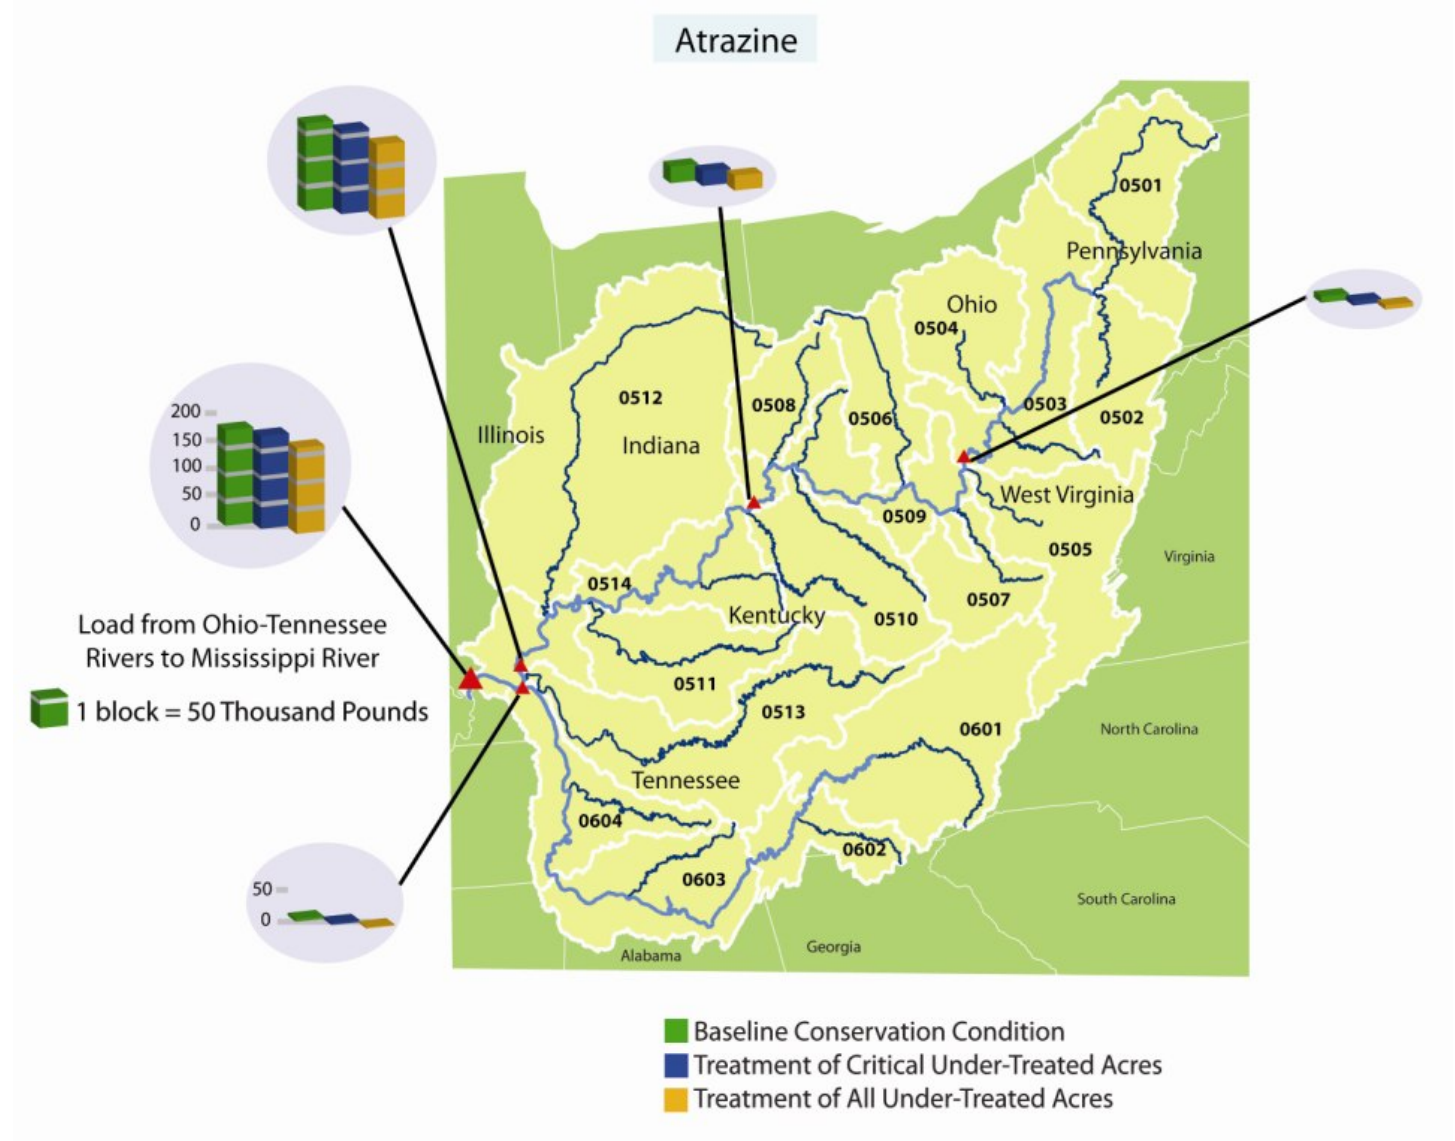 Atrazine
0501
Pennsylvania
Ohio
0504
0512
0508
0506
0503
0502
Illinois
Indiana
200
150
100
50
0
West Virginia
0509
0505
Virginia
0514
0507
Kentucky
0510
Load from Ohio-Tennessee
Rivers to Mississippi River
1 block = 50 Thousand Pounds
0511
0513
0601
North Carolina
Tennessee
0604
0602
0603
50
0
South Carolina
Georgia
Alabama
Baseline Conservation Condition
Treatment of Critical Under-Treated Acres
Treatment of All Under-Treated Acres